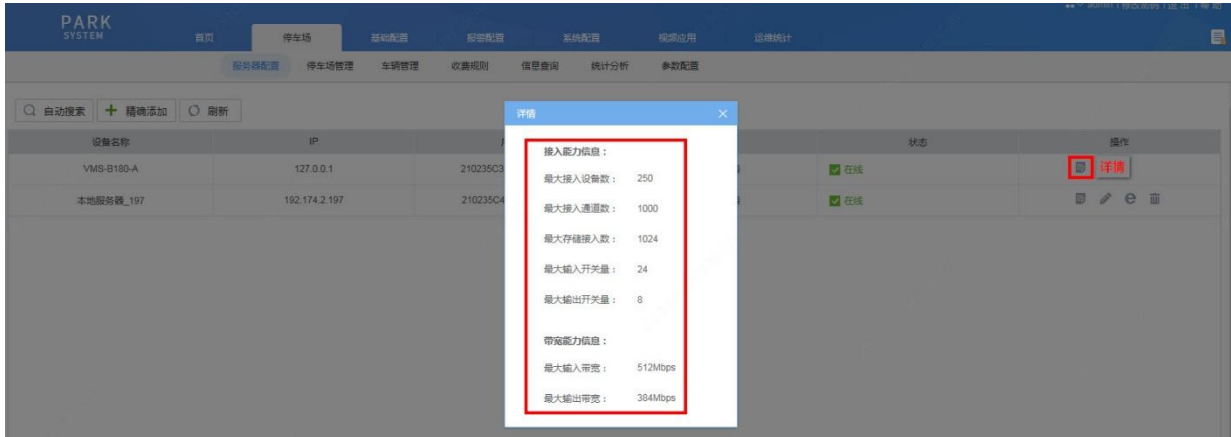 admin | 修改密码 | 退出 | 帮助
PARK
SYSTEM
首页 停车场 基础配置 报警配置 系统配置 视频应用 运维统计
服务器配置 停车场管理 车辆管理 收费规则 信息查询 统计分析 参数配置
自动搜索 精确添加 刷新
详情
设备名称 IP 状态 操作
接入能力信息：
VMS-B180-A 127.0.0.1 210235C3 在线 详情
最大接入设备数： 250
本地服务器_197 192.174.2.197 210235C4 在线
最大接入通道数： 1000
最大存储接入数： 1024
最大输入开关量： 24
最大输出开关量： 8
带宽能力信息：
最大输入带宽： 512Mbps
最大输出带宽： 384Mbps